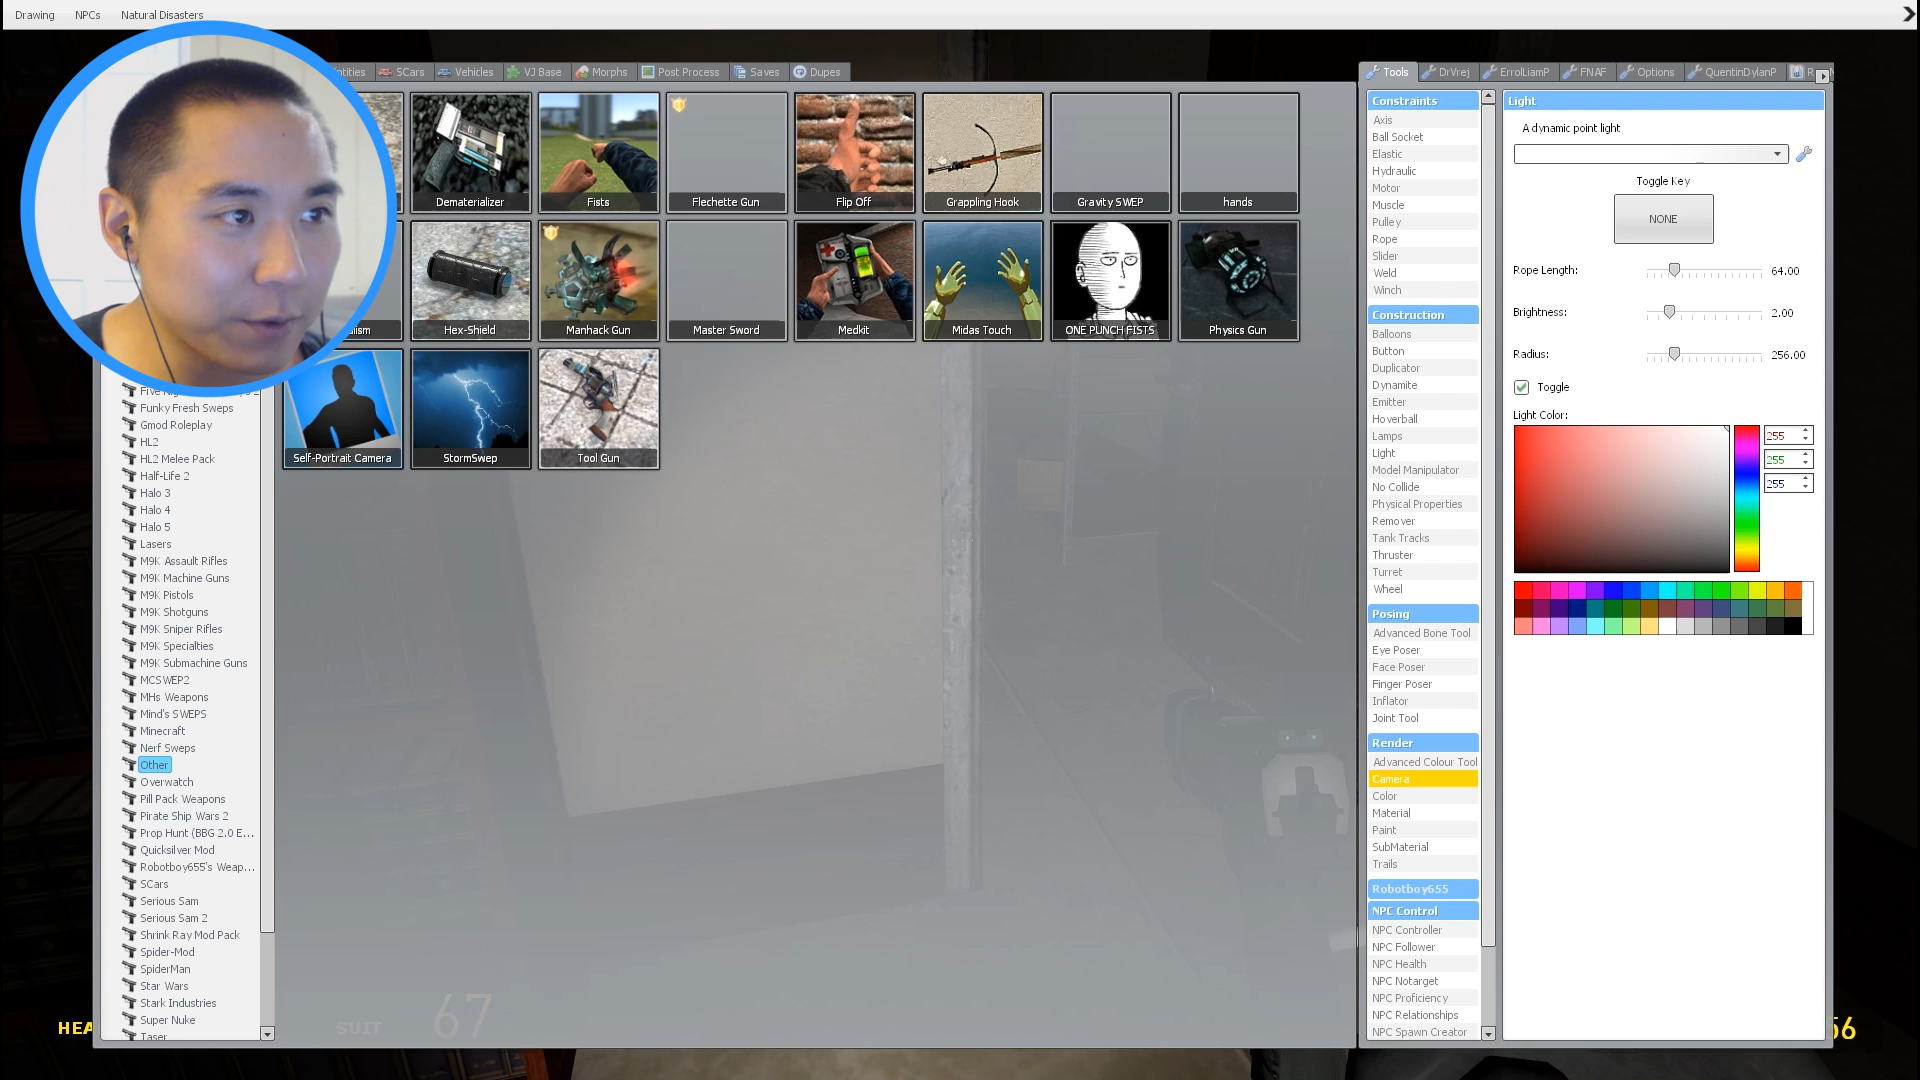 Drawing NPCs Natural Disasters
SCars Vehicles VJ Base Morphs Post Process Saves Dupes
Tools DrVrej ErrolLiamP FNAF Options QuentinDylanP
Dematerializer Fists Flechette Gun Flip Off Grappling Hook Gravity SWEP hands
Hex-Shield Manhack Gun Master Sword Medkit Midas Touch ONE PUNCH FISTS Physics Gun
Self-Portrait Camera StormSwep Tool Gun
Funky Fresh Sweps
Gmod Roleplay
HL2
HL2 Melee Pack
Half-Life 2
Halo 3
Halo 4
Halo 5
Lasers
M9K Assault Rifles
M9K Machine Guns
M9K Pistols
M9K Shotguns
M9K Sniper Rifles
M9K Specialties
M9K Submachine Guns
MCSWEP2
MHs Weapons
Mind's SWEPS
Minecraft
Nerf Sweps
Other
Overwatch
Pill Pack Weapons
Pirate Ship Wars 2
Prop Hunt (BBG 2.0 E...
Quicksilver Mod
Robotboy655's Weap...
SCars
Serious Sam
Serious Sam 2
Shrink Ray Mod Pack
Spider-Mod
SpiderMan
Star Wars
Stark Industries
Super Nuke
Taser
SUIT 67
Constraints
Axis
Ball Socket
Elastic
Hydraulic
Motor
Muscle
Pulley
Rope
Slider
Weld
Winch
Construction
Balloons
Button
Duplicator
Dynamite
Emitter
Hoverball
Lamps
Light
Model Manipulator
No Collide
Physical Properties
Remover
Tank Tracks
Thruster
Turret
Wheel
Posing
Advanced Bone Tool
Eye Poser
Face Poser
Finger Poser
Inflator
Joint Tool
Render
Advanced Colour Tool
Camera
Color
Material
Paint
SubMaterial
Trails
Robotboy655
NPC Control
NPC Controller
NPC Follower
NPC Health
NPC Notarget
NPC Proficiency
NPC Relationships
NPC Spawn Creator
Light
A dynamic point light
Toggle Key
NONE
Rope Length: 64.00
Brightness: 2.00
Radius: 256.00
Toggle
Light Color:
255
255
255